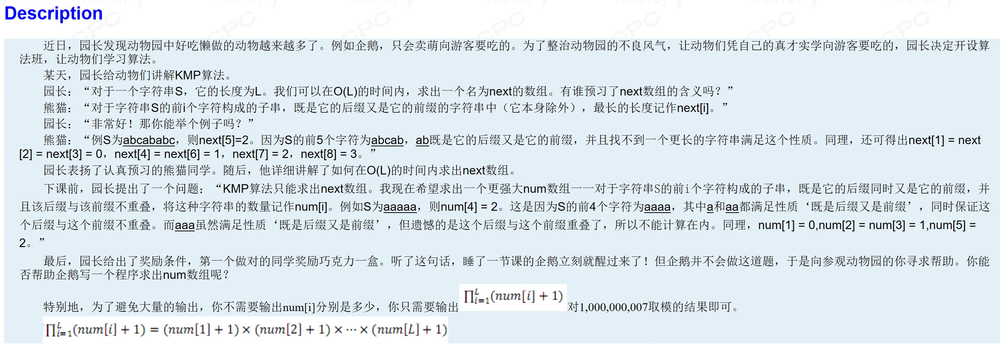 Description
近日，园长发现动物园中好吃懒做的动物越来越多了。例如企鹅，只会卖萌向游客要吃的。为了整治动物园的不良风气，让动物们凭自己的真才实学向游客要吃的，园长决定开设算
法班，让动物们学习算法。
某天，园长给动物们讲解KMP算法。
园长：“对于一个字符串S，它的长度为L。我们可以在O(L)的时间内，求出一个名为next的数组。有谁预习了next数组的含义吗？”
熊猫：“对于字符串S的前i个字符构成的子串，既是它的后缀又是它的前缀的字符串中（它本身除外），最长的长度记作next[i]。”
园长：“非常好！那你能举个例子吗？”
熊猫：“例S为abcababc，则next[5]=2。因为S的前5个字符为abcab，ab既是它的后缀又是它的前缀，并且找不到一个更长的字符串满足这个性质。同理，还可得出next[1] = next
[2] = next[3] = 0，next[4] = next[6] = 1，next[7] = 2，next[8] = 3。”
园长表扬了认真预习的熊猫同学。随后，他详细讲解了如何在O(L)的时间内求出next数组。
下课前，园长提出了一个问题：“KMP算法只能求出next数组。我现在希望求出一个更强大num数组一一对于字符串S的前i个字符构成的子串，既是它的后缀同时又是它的前缀，并
且该后缀与该前缀不重叠，将这种字符串的数量记作num[i]。例如S为aaaaa，则num[4] = 2。这是因为S的前4个字符为aaaa，其中a和aa都满足性质‘既是后缀又是前缀’，同时保证这
个后缀与这个前缀不重叠。而aaa虽然满足性质‘既是后缀又是前缀’，但遗憾的是这个后缀与这个前缀重叠了，所以不能计算在内。同理，num[1] = 0,num[2] = num[3] = 1,num[5] =
2。”
最后，园长给出了奖励条件，第一个做对的同学奖励巧克力一盒。听了这句话，睡了一节课的企鹅立刻就醒过来了！但企鹅并不会做这道题，于是向参观动物园的你寻求帮助。你能
否帮助企鹅写一个程序求出num数组呢？
特别地，为了避免大量的输出，你不需要输出num[i]分别是多少，你只需要输出∏_{i=1}^{L}(num[i] + 1)对1,000,000,007取模的结果即可。
∏_{i=1}^{L}(num[i] + 1) = (num[1] + 1) × (num[2] + 1) × ⋯ × (num[L] + 1)